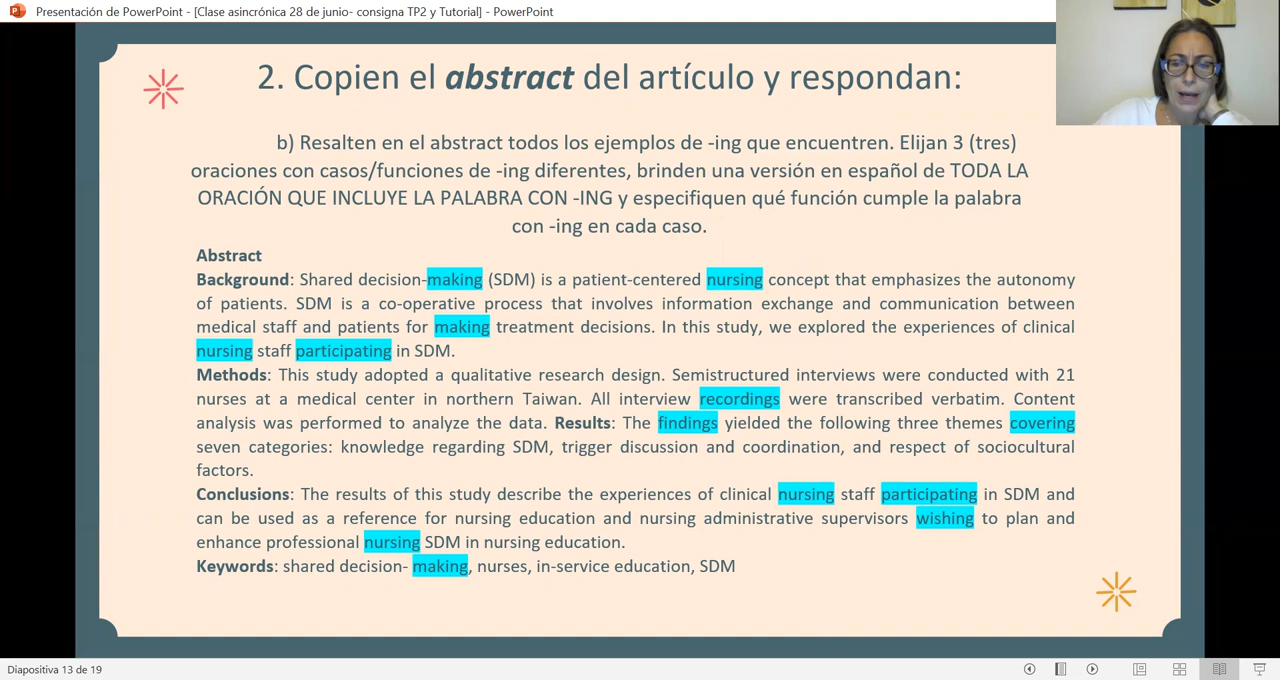 Presentación de PowerPoint - [Clase asincrónica 28 de junio- consigna TP2 y Tutorial] - PowerPoint
2. Copien el abstract del artículo y respondan:
b) Resalten en el abstract todos los ejemplos de -ing que encuentren. Elijan 3 (tres)
oraciones con casos/funciones de -ing diferentes, brinden una versión en español de TODA LA
ORACIÓN QUE INCLUYE LA PALABRA CON -ING y especifiquen qué función cumple la palabra
con -ing en cada caso.
Abstract
Background: Shared decision-making (SDM) is a patient-centered nursing concept that emphasizes the autonomy
of patients. SDM is a co-operative process that involves information exchange and communication between
medical staff and patients for making treatment decisions. In this study, we explored the experiences of clinical
nursing staff participating in SDM.
Methods: This study adopted a qualitative research design. Semistructured interviews were conducted with 21
nurses at a medical center in northern Taiwan. All interview recordings were transcribed verbatim. Content
analysis was performed to analyze the data. Results: The findings yielded the following three themes covering
seven categories: knowledge regarding SDM, trigger discussion and coordination, and respect of sociocultural
factors.
Conclusions: The results of this study describe the experiences of clinical nursing staff participating in SDM and
can be used as a reference for nursing education and nursing administrative supervisors wishing to plan and
enhance professional nursing SDM in nursing education.
Keywords: shared decision- making, nurses, in-service education, SDM
Diapositiva 13 de 19